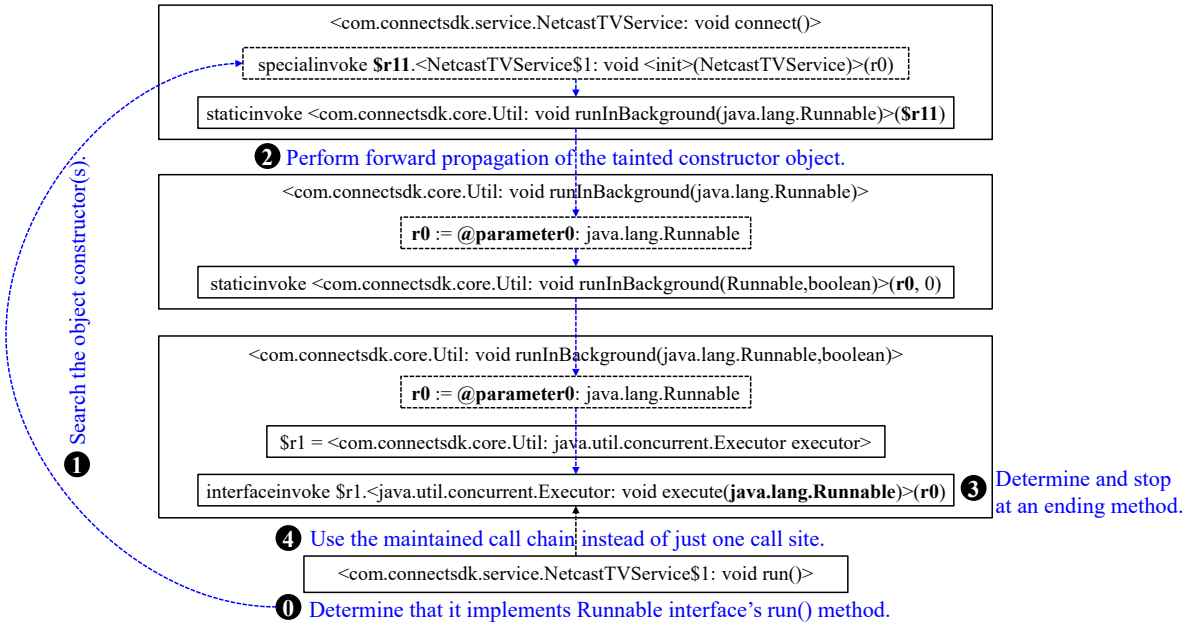 <com.connectsdk.service.NetcastTVService: void connect()>
specialinvoke $r11.<NetcastTVService$1: void <init>(NetcastTVService)>(r0)
staticinvoke <com.connectsdk.core.Util: void runInBackground(java.lang.Runnable)>($r11)
2 Perform forward propagation of the tainted constructor object.
<com.connectsdk.core.Util: void runInBackground(java.lang.Runnable)>
r0 := @parameter0: java.lang.Runnable
staticinvoke <com.connectsdk.core.Util: void runInBackground(Runnable,boolean)>(r0, 0)
1 Search the object constructor(s).
<com.connectsdk.core.Util: void runInBackground(java.lang.Runnable,boolean)>
r0 := @parameter0: java.lang.Runnable
$r1 = <com.connectsdk.core.Util: java.util.concurrent.Executor executor>
interfaceinvoke $r1.<java.util.concurrent.Executor: void execute(java.lang.Runnable)>(r0)
3 Determine and stop
at an ending method.
4 Use the maintained call chain instead of just one call site.
<com.connectsdk.service.NetcastTVService$1: void run()>
0 Determine that it implements Runnable interface's run() method.